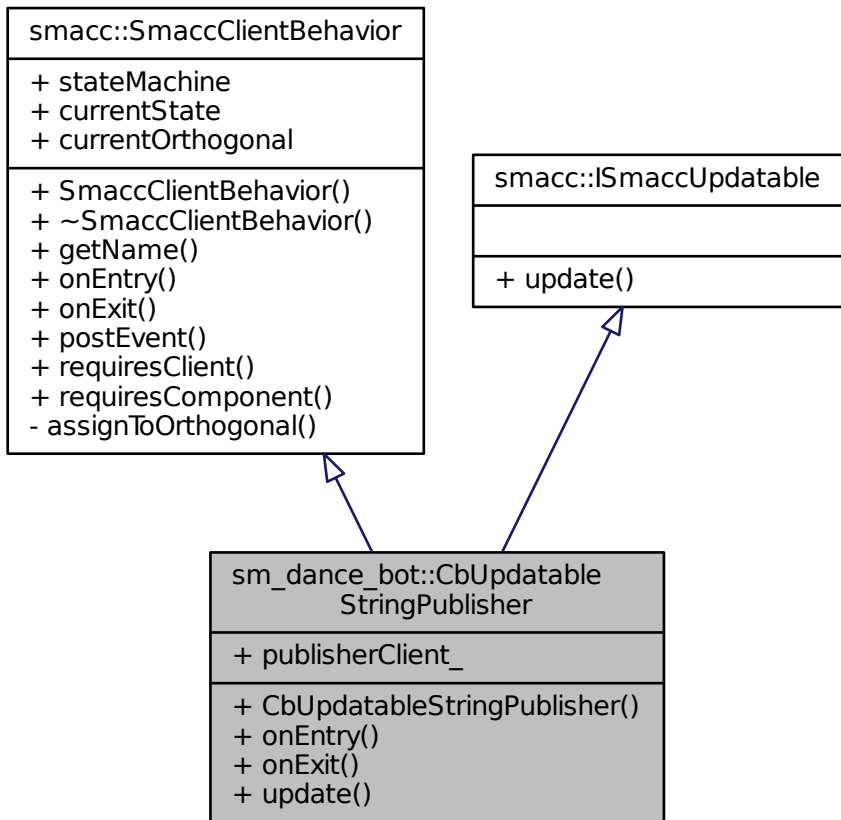 smacc::SmaccClientBehavior
+ stateMachine
+ currentState
+ currentOrthogonal
+ SmaccClientBehavior()
+ ~SmaccClientBehavior()
+ getName()
+ onEntry()
+ onExit()
+ postEvent()
+ requiresClient()
+ requiresComponent()
- assignToOrthogonal()
smacc::ISmaccUpdatable
+ update()
sm_dance_bot::CbUpdatable
StringPublisher
+ publisherClient_
+ CbUpdatableStringPublisher()
+ onEntry()
+ onExit()
+ update()